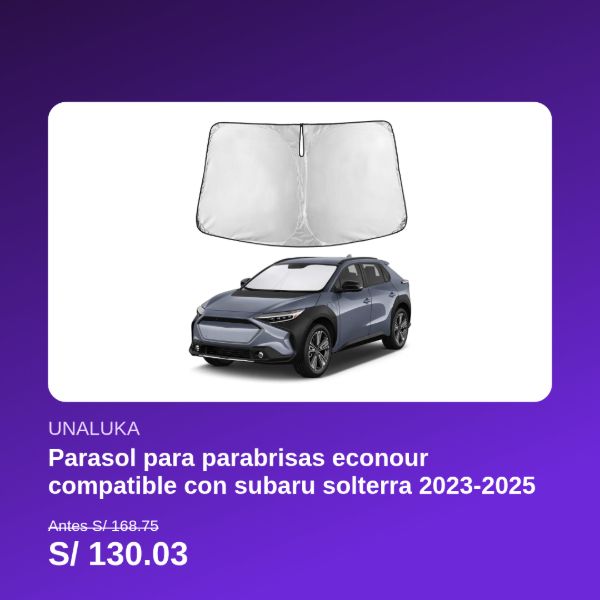 UNALUKA
Parasol para parabrisas econour
compatible con subaru solterra 2023-2025
Antes S/ 168.75
S/ 130.03